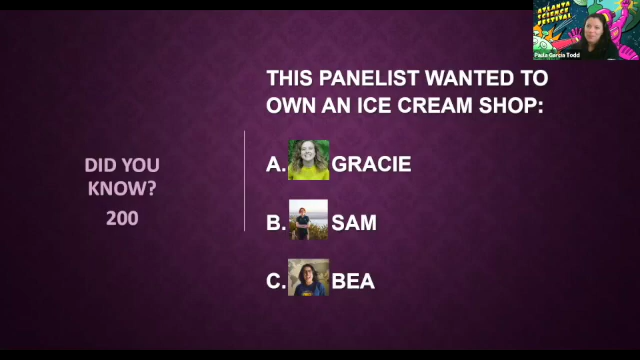 ATLANTA
SCIENCE
FESTIVAL
Paula Garcia Todd
THIS PANELIST WANTED TO
OWN AN ICE CREAM SHOP:
DID YOU
KNOW?
200
A. GRACIE
B. SAM
C. BEA